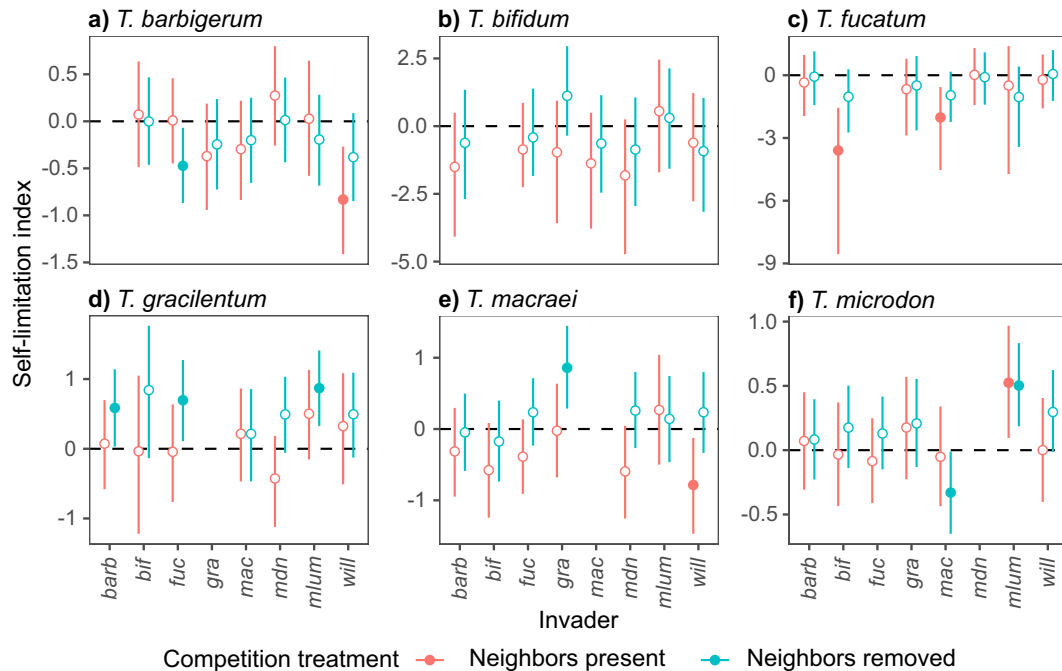 a) T. barbigerum
b) T. bifidum
c) T. fucatum
0.5
0.0
-0.5
-1.0
-1.5
2.5
0.0
-2.5
-5.0
0
-3
-6
-9
Self-limitation index
d) T. gracilentum
e) T. macraei
f) T. microdon
1
0
-1
1
0
-1
1.0
0.5
0.0
-0.5
barb bif fuc gra mac mdn mlum will
barb bif fuc gra mac mdn mlum will
barb bif fuc gra mac mdn mlum will
Invader
Competition treatment Neighbors present Neighbors removed